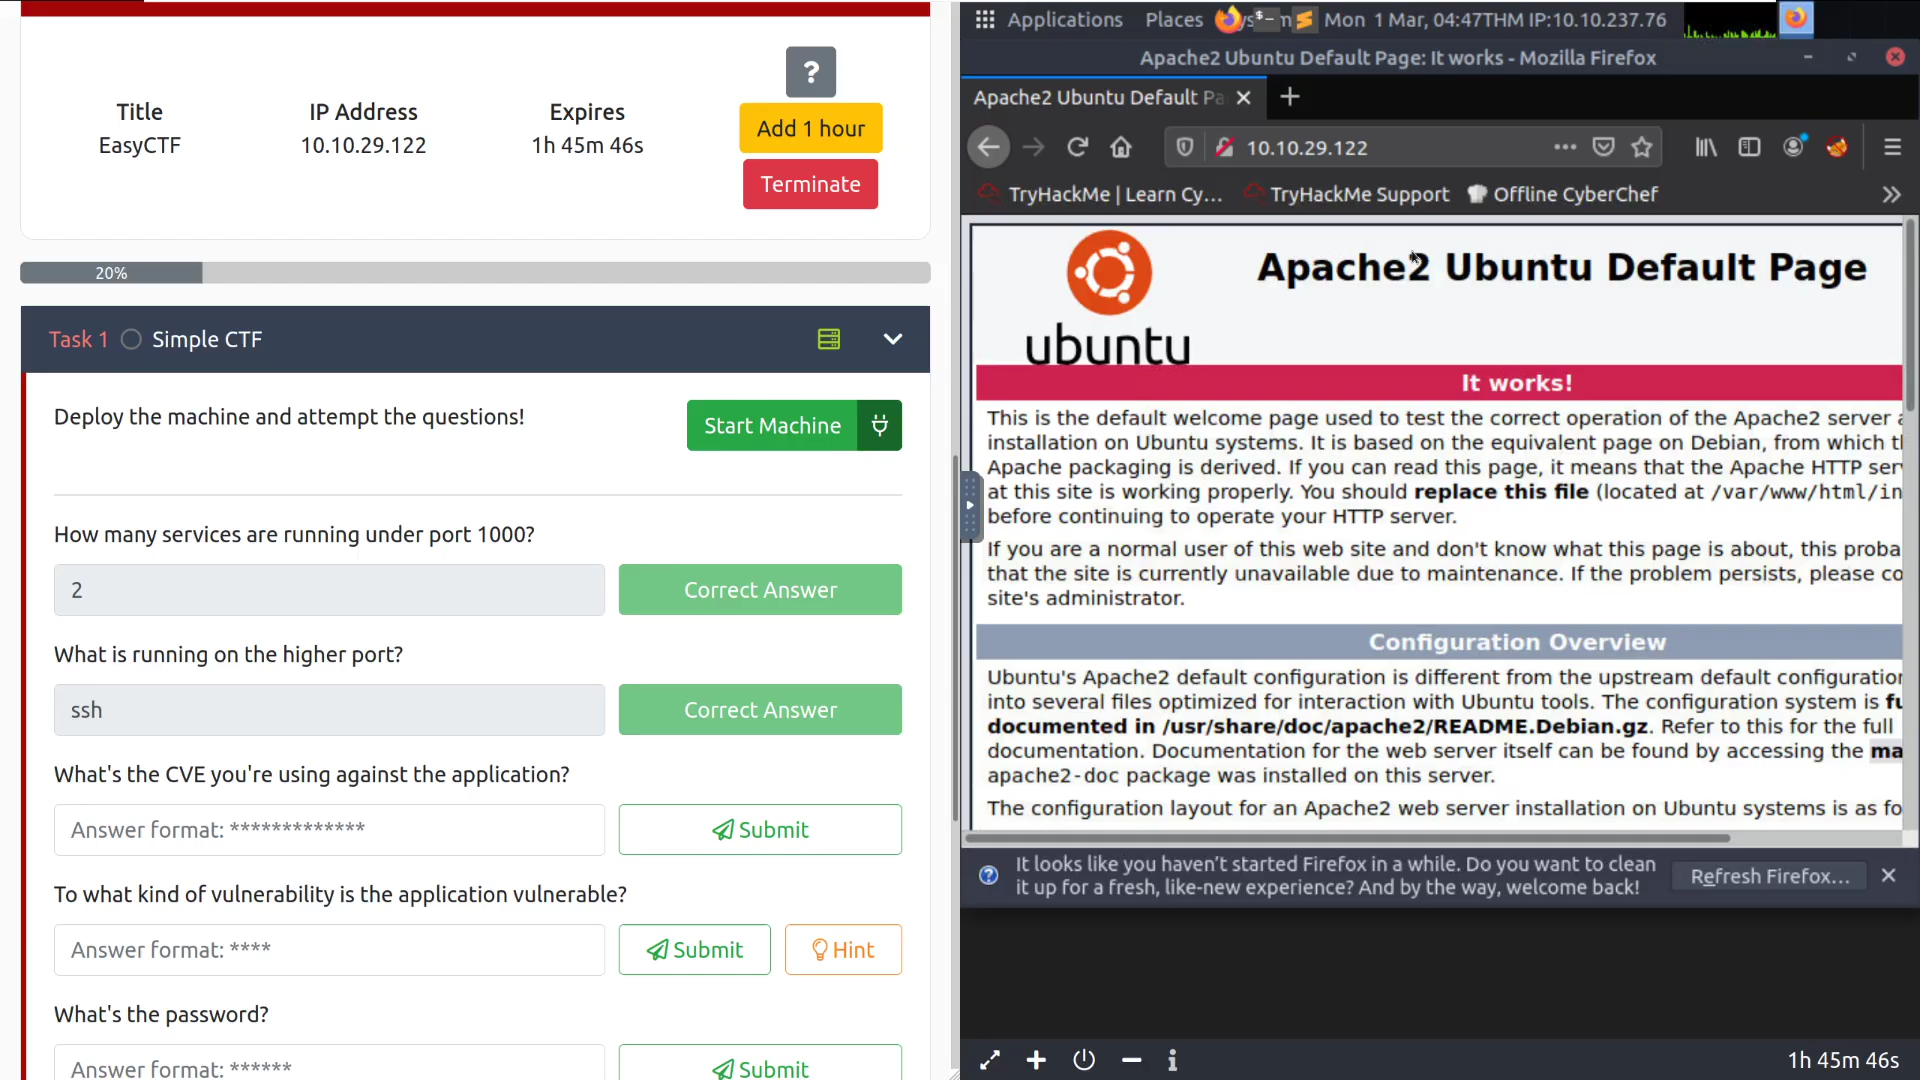 ?
Title
IP Address
Expires
Add 1 hour
EasyCTF
10.10.29.122
1h 45m 46s
Terminate
20%
Task 1 Simple CTF
Deploy the machine and attempt the questions!
Start Machine
How many services are running under port 1000?
2
Correct Answer
What is running on the higher port?
ssh
Correct Answer
What's the CVE you're using against the application?
Answer format: *************
Submit
To what kind of vulnerability is the application vulnerable?
Answer format: ****
Submit
Hint
What's the password?
Answer format: ******
Submit
Applications Places Mon 1 Mar, 04:47THM IP:10.10.237.76
Apache2 Ubuntu Default Page: It works - Mozilla Firefox
Apache2 Ubuntu Default Pa
10.10.29.122
TryHackMe | Learn Cy… TryHackMe Support Offline CyberChef
ubuntu
Apache2 Ubuntu Default Page
It works!
This is the default welcome page used to test the correct operation of the Apache2 server
installation on Ubuntu systems. It is based on the equivalent page on Debian, from which
Apache packaging is derived. If you can read this page, it means that the Apache HTTP
at this site is working properly. You should replace this file (located at /var/www/html/in
before continuing to operate your HTTP server.
If you are a normal user of this web site and don't know what this page is about, this proba
that the site is currently unavailable due to maintenance. If the problem persists, please co
site's administrator.
Configuration Overview
Ubuntu's Apache2 default configuration is different from the upstream default
into several files optimized for interaction with Ubuntu tools. The configuration system is
documented in /usr/share/doc/apache2/README.Debian.gz. Refer to this for the full
documentation. Documentation for the web server itself can be found by accessing the ma
apache2-doc package was installed on this server.
The configuration layout for an Apache2 web server installation on Ubuntu systems is as fo
It looks like you haven't started Firefox in a while. Do you want to clean
it up for a fresh, like-new experience? And by the way, welcome back!
Refresh Firefox…
1h 45m 46s